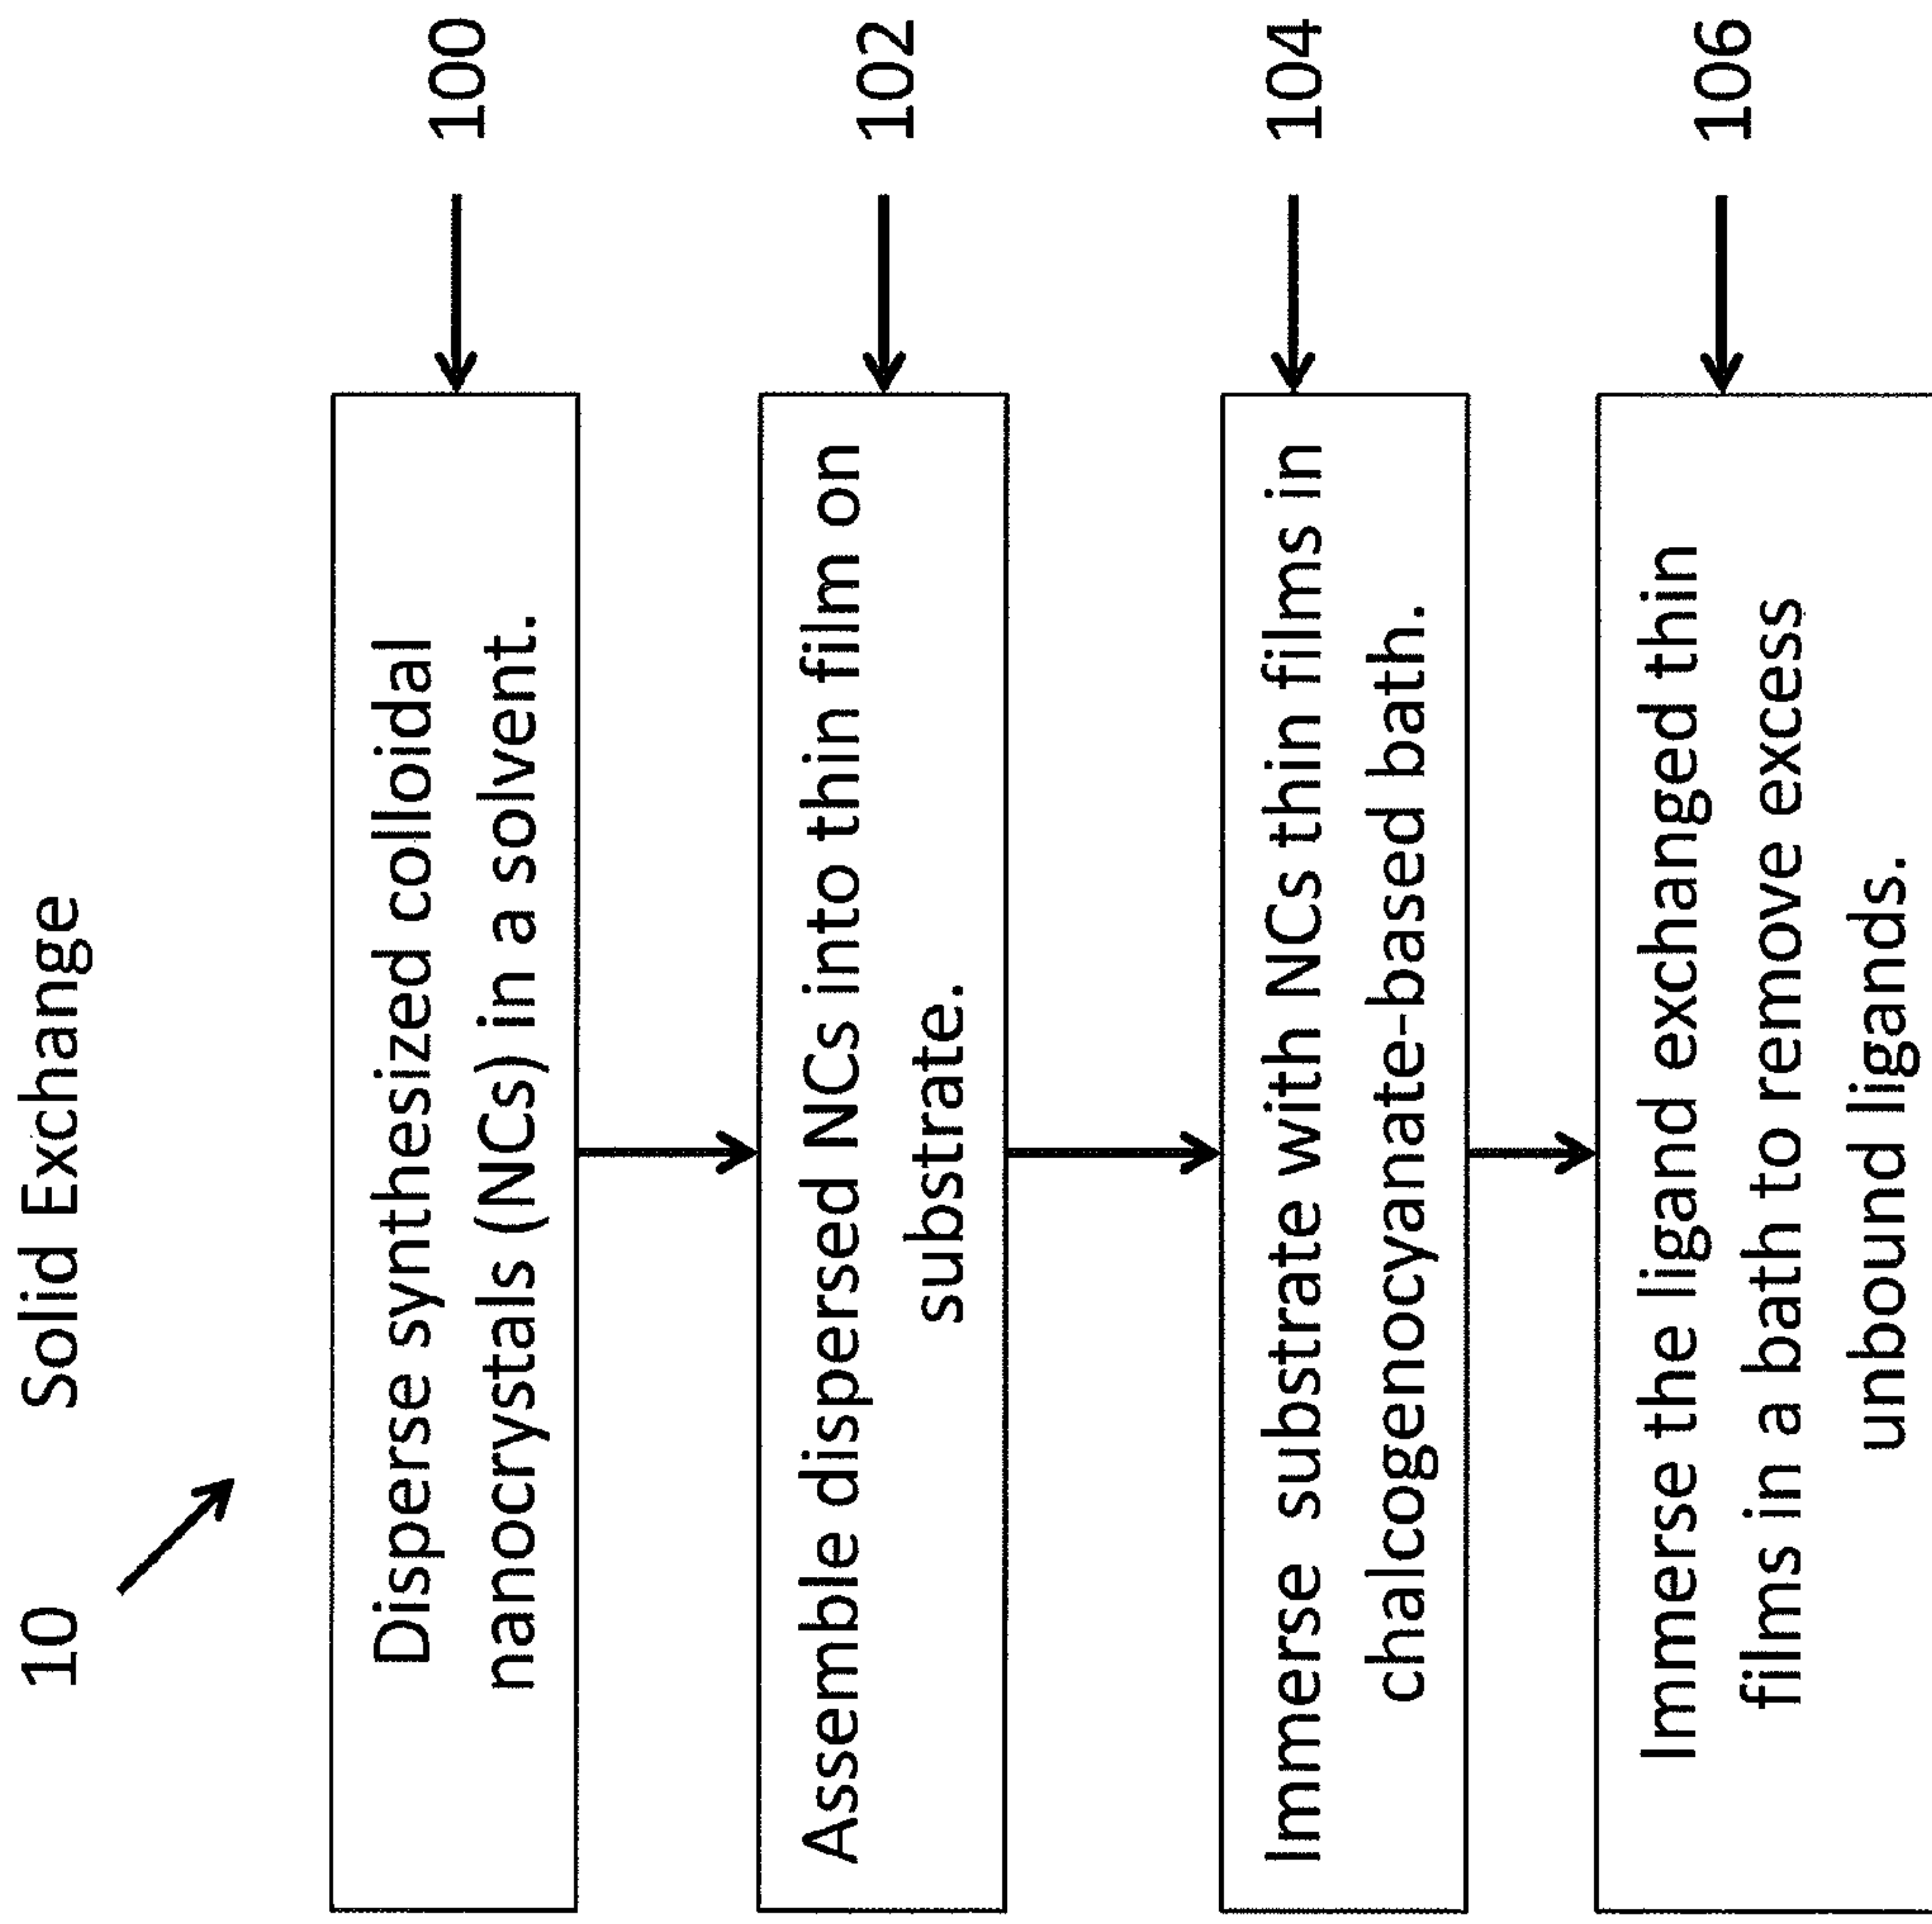 10 Solid Exchange
Disperse synthesized colloidal
nanocrystals (NCs) in a solvent.
100
Assemble dispersed NCs into thin film on
substrate.
102
Immerse substrate with NCs thin films in
chalcogenocyanate-based bath.
104
Immerse the ligand exchanged thin
films in a bath to remove excess
unbound ligands.
106